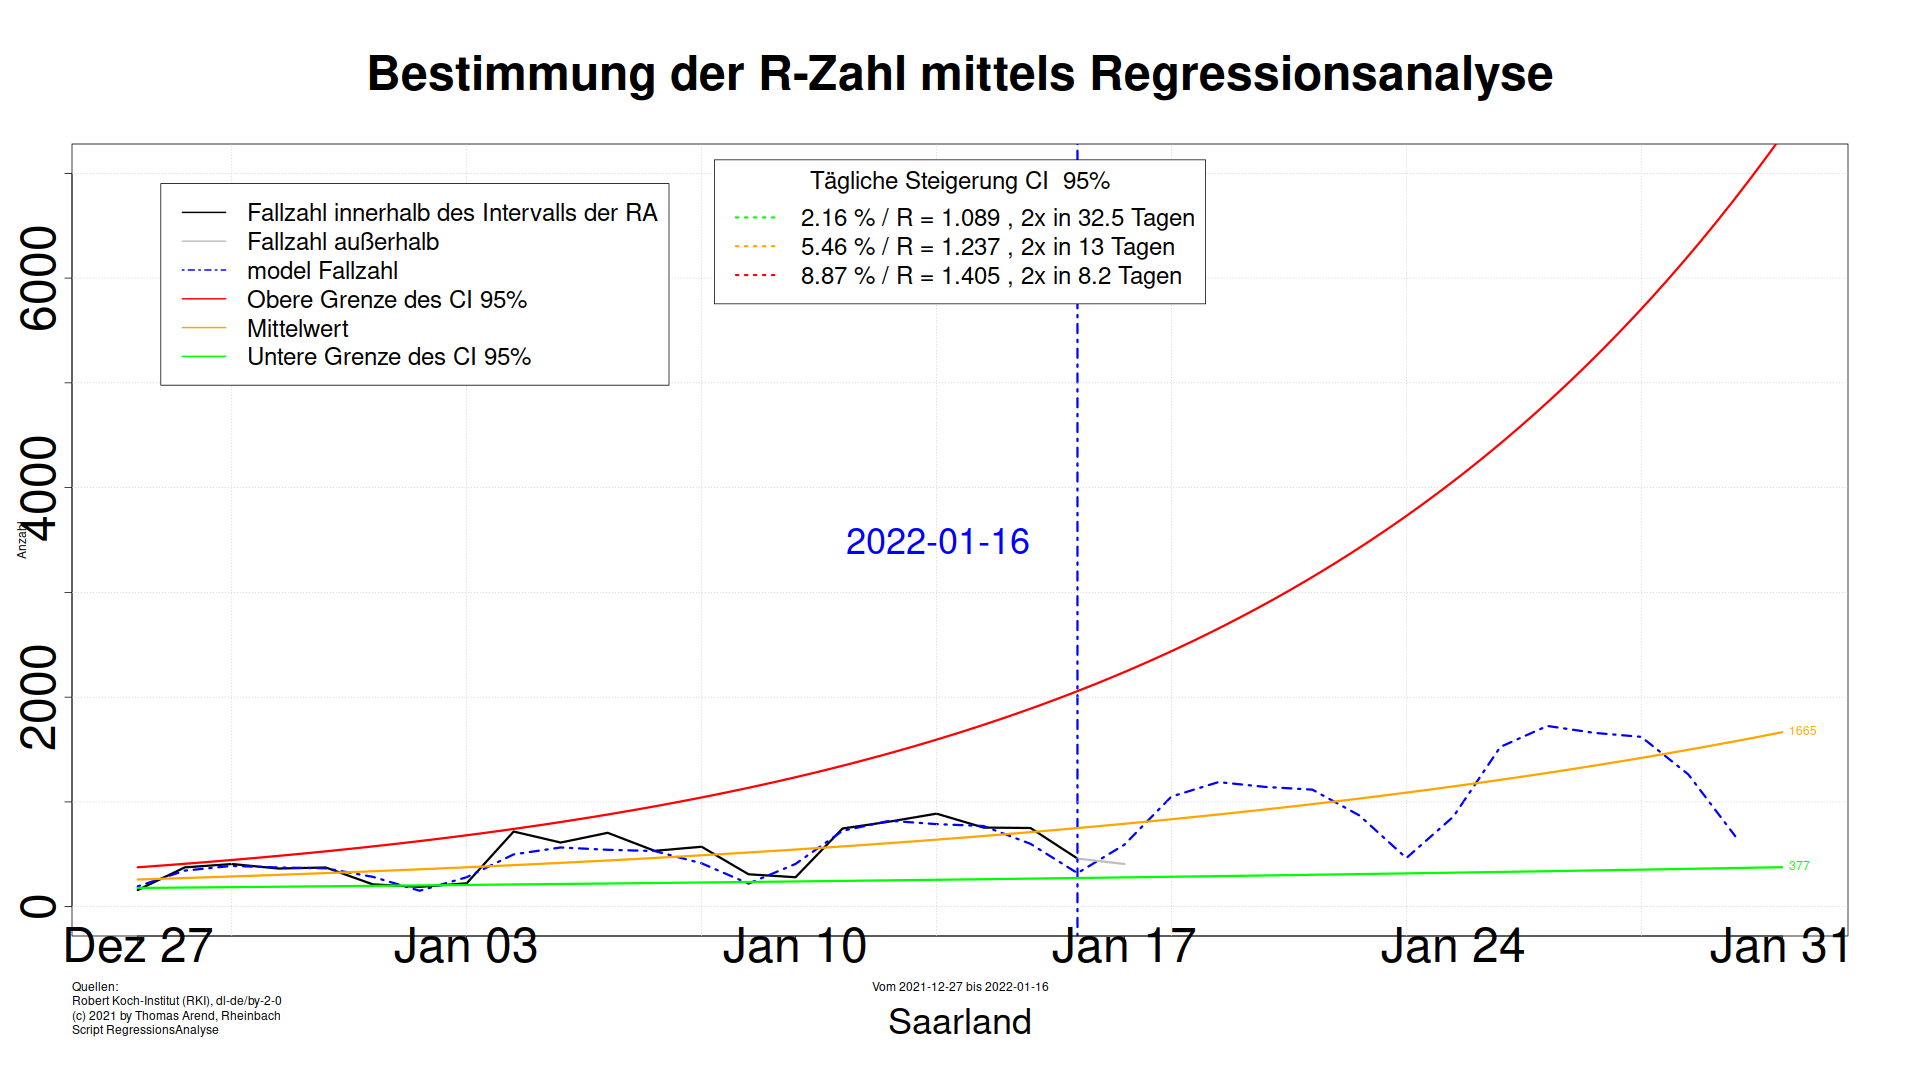 Bestimmung der R-Zahl mittels Regressionsanalyse
Fallzahl innerhalb des Intervalls der RA
Fallzahl außerhalb
model Fallzahl
Obere Grenze des CI 95%
Mittelwert
Untere Grenze des CI 95%
Tägliche Steigerung CI 95%
2.16 % / R = 1.089 , 2x in 32.5 Tagen
5.46 % / R = 1.237 , 2x in 13 Tagen
8.87 % / R = 1.405 , 2x in 8.2 Tagen
6000
4000
2000
0
Anzahl
2022-01-16
1665
377
Dez 27
Jan 03
Jan 10
Jan 17
Jan 24
Jan 31
Quellen:
Robert Koch-Institut (RKI), dl-de/by-2-0
(c) 2021 by Thomas Arend, Rheinbach
Script RegressionsAnalyse
Vom 2021-12-27 bis 2022-01-16
Saarland